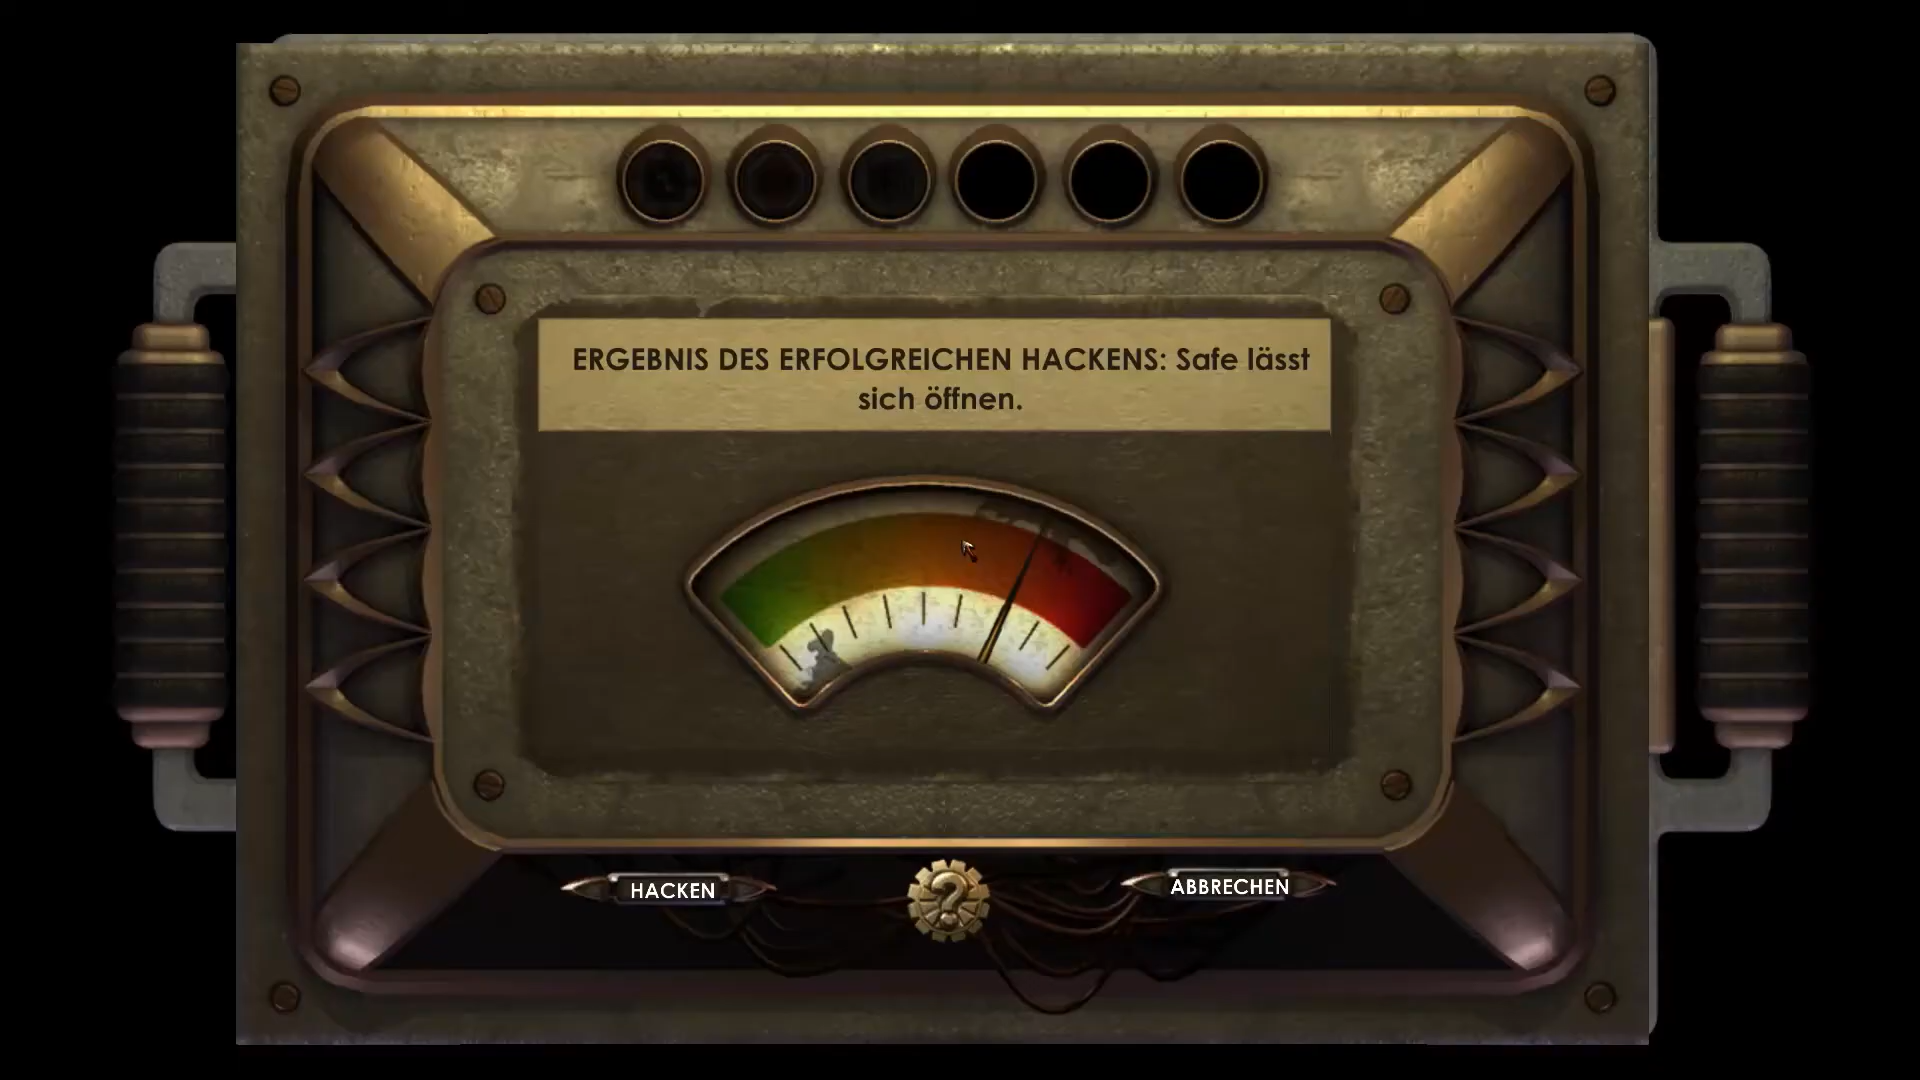 ERGEBNIS DES ERFOLGREICHEN HACKENS: Safe lässt
sich öffnen.
HACKEN
?
ABBRECHEN